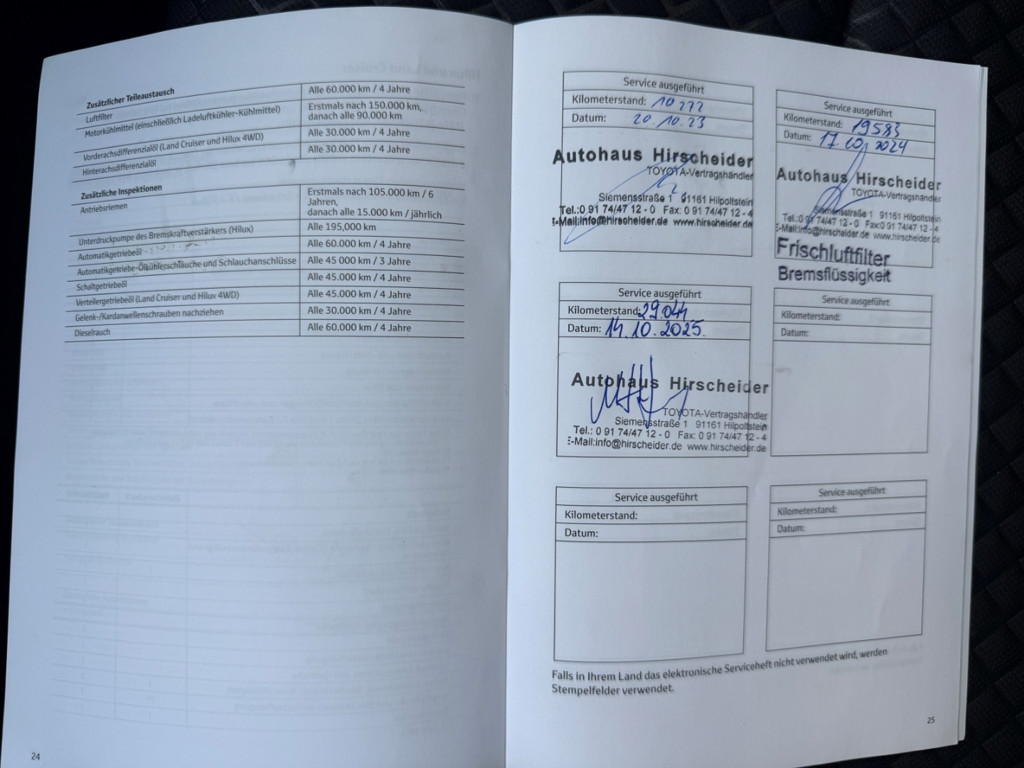 Zusätzlicher Teileaustausch
Luftfilter Alle 60.000 km / 4 Jahre
Motorkühlmittel (einschließlich Ladeluftkühler-Kühlmittel) Erstmals nach 150.000 km,
danach alle 90.000 km
Vorderachsdifferenzialöl (Land Cruiser und Hilux 4WD) Alle 30.000 km / 4 Jahre
Hinterachsdifferenzialöl Alle 30.000 km / 4 Jahre
Zusätzliche Inspektionen
Antriebsriemen Erstmals nach 105.000 km / 6
Jahren,
danach alle 15.000 km / jährlich
Unterdruckpumpe des Bremskraftverstärkers (Hilux) Alle 195,000 km
Automatikgetriebeöl Alle 60.000 km / 4 Jahre
Automatikgetriebe-Ölkühlerschläuche und Schlauchanschlüsse Alle 45 000 km / 3 Jahre
Schaltgetriebeöl Alle 45.000 km / 4 Jahre
Verteilergetriebeöl (Land Cruiser und Hilux 4WD) Alle 45.000 km / 4 Jahre
Gelenk-/Kardanwellenschrauben nachziehen Alle 30.000 km / 4 Jahre
Dieselrauch Alle 60.000 km / 4 Jahre
24
Service ausgeführt
Kilometerstand: 10277
Datum: 20.10.23
Autohaus Hirscheider
TOYOTA-Vertragshändler
Siemensstraße 1 91161 Hilpoltstein
Tel.:0 91 74/47 12 - 0 Fax: 0 91 74/47 12 - 4
E-Mail:info@hirscheider.de www.hirscheider.de
Service ausgeführt
Kilometerstand: 19583
Datum: 17.10.2024
Autohaus Hirscheider
TOYOTA-Vertragshändler
Siemensstraße 1 91161 Hilpoltstein
Tel.:0 91 74/47 12 - 0 Fax:0 91 74/47 12 - 4
E-Mail:info@hirscheider.de www.hirscheider.de
Frischluftfilter
Bremsflüssigkeit
Service ausgeführt
Kilometerstand: 29.044
Datum: 14.10.2025
Autohaus Hirscheider
TOYOTA-Vertragshändler
Siemensstraße 1 91161 Hilpoltstein
Tel.: 0 91 74/47 12 - 0 Fax: 0 91 74/47 12 - 4
E-Mail:info@hirscheider.de www.hirscheider.de
Service ausgeführt
Kilometerstand:
Datum:
Service ausgeführt
Kilometerstand:
Datum:
Service ausgeführt
Kilometerstand:
Datum:
Falls in Ihrem Land das elektronische Serviceheft nicht verwendet wird, werden
Stempelfelder verwendet.
25